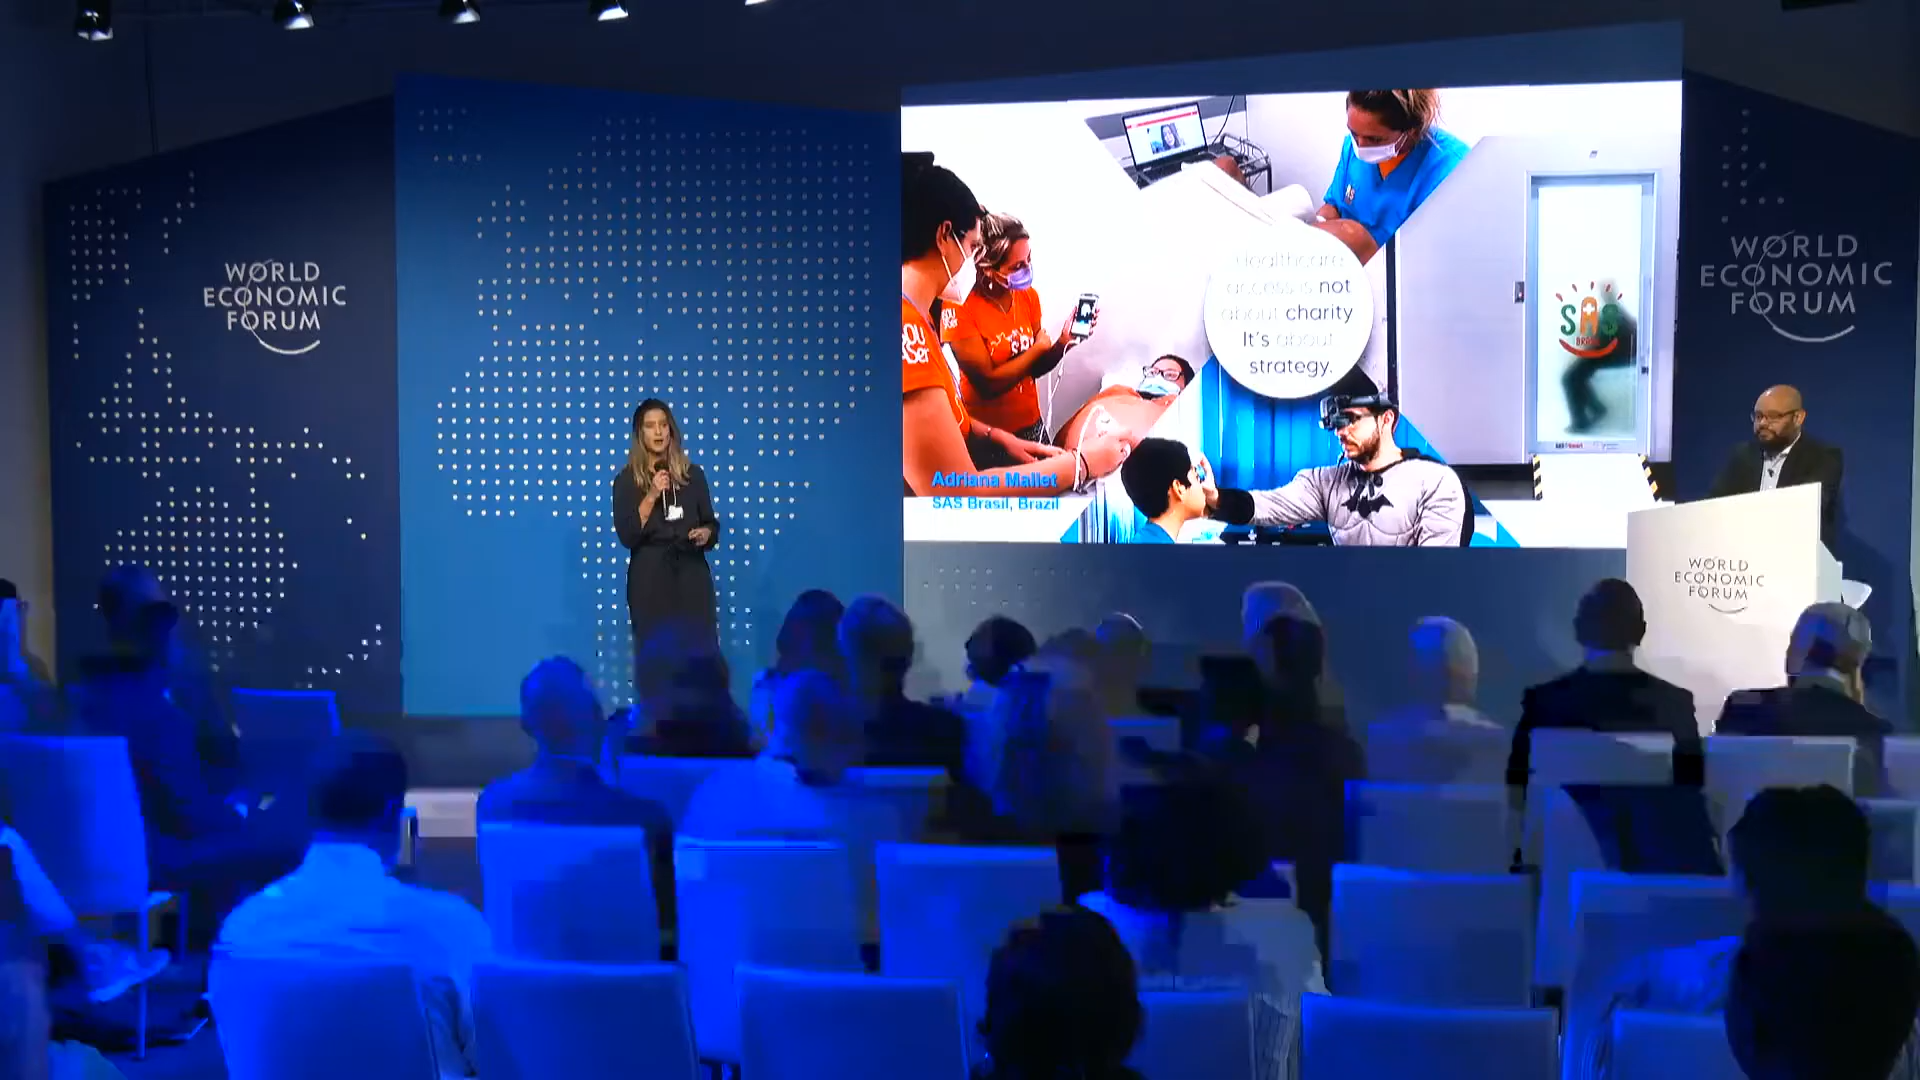 WORLD
ECONOMIC
FORUM
Healthcare
access is not
about charity
It's about
strategy.
SAS
BRASIL
Adriana Mallet
SAS Brasil, Brazil
WORLD
ECONOMIC
FORUM
WORLD
ECONOMIC
FORUM